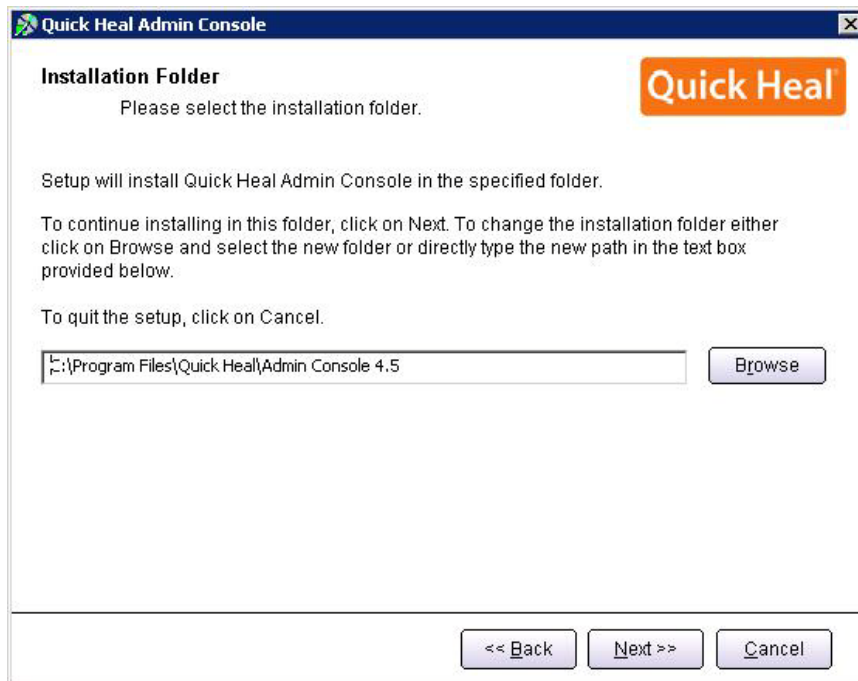 Quick Heal Admin Console
Installation Folder
Please select the installation folder.
Quick Heal
Setup will install Quick Heal Admin Console in the specified folder.
To continue installing in this folder, click on Next. To change the installation folder either
click on Browse and select the new folder or directly type the new path in the text box
provided below.
To quit the setup, click on Cancel.
C:\Program Files\Quick Heal\Admin Console 4.5
Browse
<< Back
Next >>
Cancel